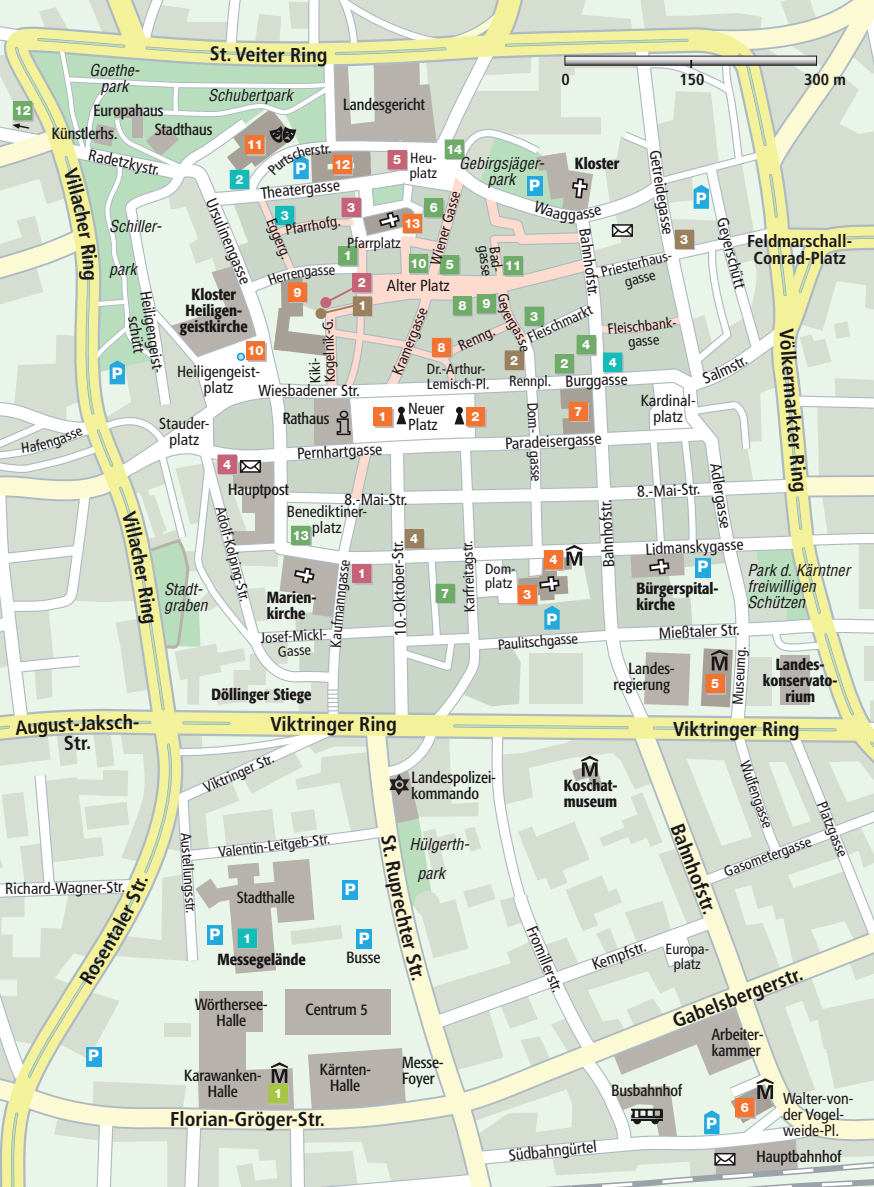 St. Veiter Ring
0
150
300 m
Goethe-
park
Schubertpark
Landesgericht
12
Europahaus
Künstlerhs.
Stadthaus
11
Purtscherstr.
P
12
5
Heu-
platz
14
Gebirgsjäger-
park
P
Kloster
Getreidegasse
P
Geyerschütt
Radetzkystr.
2
Theatergasse
Villacher Ring
Schiller-
park
Ursulinengasse
3
Eggerg.
Pfarrhofg.
3
Pfarrplatz
13
6
Wiener Gasse
Waaggasse
Bahnhofstr.
3
Feldmarschall-
Conrad-Platz
Herrengasse
1
10
5
Bad-
gasse
11
Priesterhaus-
gasse
Kloster
Heiligen-
geistkirche
9
2
1
Alter Platz
8
9
Geyergasse
3
Fleischmarkt
Fleischbank-
gasse
Heiligengeist-
schütt
Kiki-
Kogelnik-G.
Kramergasse
8
Renng.
2
4
2
4
Völkermarkter Ring
10
Heiligengeist-
platz
P
Dr.-Arthur-
Lemisch-Pl.
Rennpl.
Burggasse
Salmstr.
Wiesbadener Str.
Rathaus
1
Neuer
Platz
2
Dom-
gasse
7
Kardinal-
platz
Hafengasse
Stauder-
platz
Pernhartgasse
Paradeisergasse
4
Hauptpost
8.-Mai-Str.
8.-Mai-Str.
Adlergasse
Villacher Ring
Adolf-Kolping-Str.
Benediktiner-
platz
13
4
10.-Oktober-Str.
Karfreitstr.
Bahnhofstr.
Lidmanskygasse
Stadt-
graben
Marien-
kirche
Kaufmanngasse
1
7
Dom-
platz
4
M
3
P
Bürgerspital-
kirche
P
Park d. Kärntner
freiwilligen
Schützen
Josef-Mickl-
Gasse
Paulitschgasse
Mießtaler Str.
Landes-
regierung
M
5
Museumg.
Landes-
konservato-
rium
Döllinger Stiege
August-Jaksch-
Str.
Viktringer Ring
Viktringer Ring
Viktringer Str.
Landespolizei-
kommando
M
Koschat-
museum
Wulfengasse
Platzgasse
Austellungsstr.
Valentin-Leitgeb-Str.
St. Ruprechter Str.
Hülgerth-
park
Bahnhofstr.
Gasometergasse
Richard-Wagner-Str.
Stadthalle
P
P
1
Messegelände
P
Busse
Rosentaler Str.
Fromillerstr.
Kempfstr.
Europa-
platz
Wörthersee-
Halle
Centrum 5
Gabelsbergerstr.
P
Karawanken-
Halle
M
1
Kärnten-
Halle
Messe-
Foyer
Arbeiter-
kammer
Busbahnhof
M
6
P
Walter-von-
der Vogel-
weide-Pl.
Florian-Gröger-Str.
Südbahngürtel
Hauptbahnhof